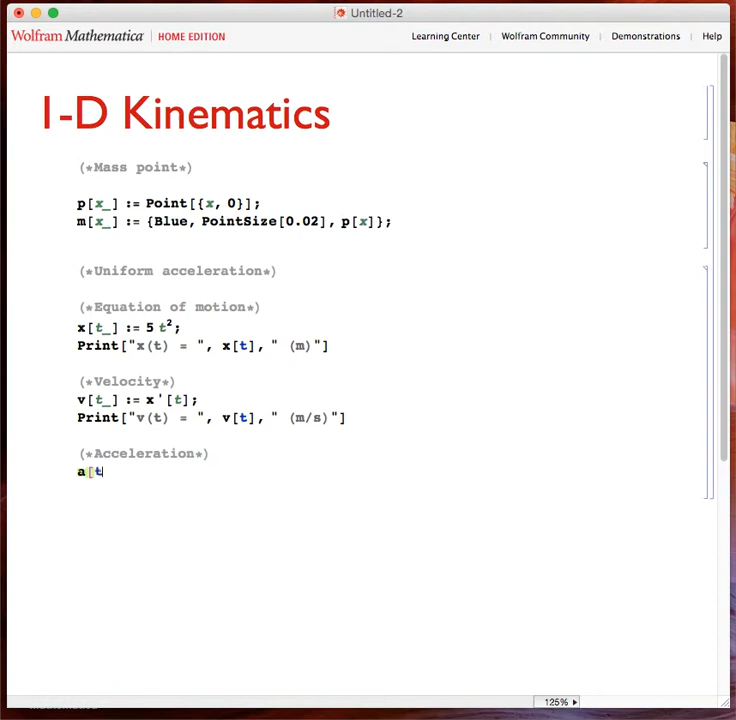 Untitled-2
Wolfram Mathematica | HOME EDITION
Learning Center | Wolfram Community | Demonstrations | Help
1-D Kinematics
(*Mass point*)
p[x_] := Point[{x, 0}];
m[x_] := {Blue, PointSize[0.02], p[x]};
(*Uniform acceleration*)
(*Equation of motion*)
x[t_] := 5 t²;
Print["x(t) = ", x[t], " (m)"]
(*Velocity*)
v[t_] := x'[t];
Print["v(t) = ", v[t], " (m/s)"]
(*Acceleration*)
a[t
125%